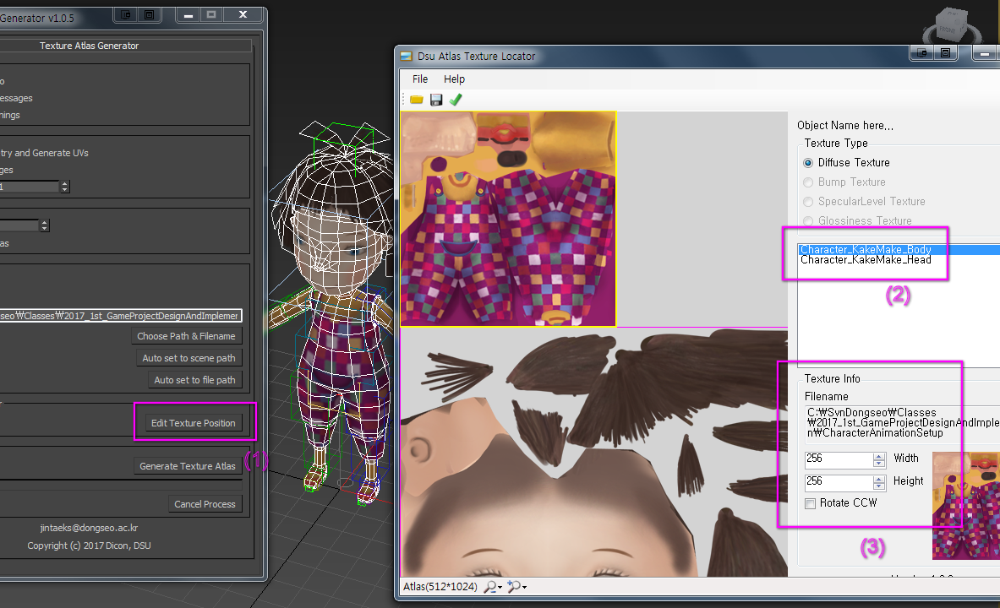 Generator v1.0.5
Texture Atlas Generator
o
essages
nings
try and Generate UVs
ges
1
as
seo₩Classes₩2017_1st_GameProjectDesignAndImplemer
Choose Path & Filename
Auto set to scene path
Auto set to file path
Edit Texture Position
(1)
Generate Texture Atlas
Cancel Process
jintaeks@dongseo.ac.kr
Copyright (c) 2017 Dicon, DSU
FRONT
Dsu Atlas Texture Locator
File Help
Object Name here...
Texture Type
Diffuse Texture
Bump Texture
SpecularLevel Texture
Glossiness Texture
Character_KakeMake_Body
Character_KakeMake_Head
(2)
Texture Info
Filename
C:₩SvnDongseo₩Classes
₩2017_1st_GameProjectDesignAndImplen
n₩CharacterAnimationSetup
256 Width
256 Height
Rotate CCW
(3)
Atlas(512*1024)